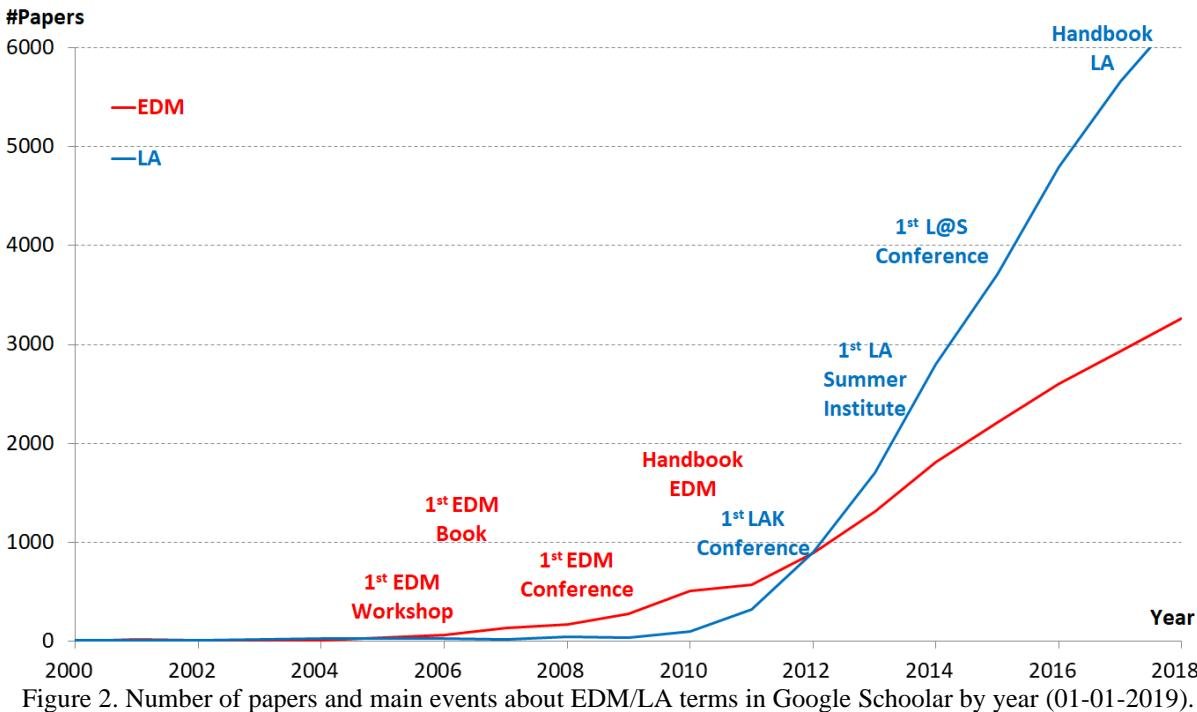 #Papers
6000
Handbook
LA
EDM
5000
LA
4000
1st L@S
Conference
3000
1st LA
Summer
Institute
2000
Handbook
EDM
1st EDM
Book
1st LAK
Conference
1000
1st EDM
Conference
1st EDM
Workshop
Year
0
2000 2002 2004 2006 2008 2010 2012 2014 2016 2018
Figure 2. Number of papers and main events about EDM/LA terms in Google Schoolar by year (01-01-2019).